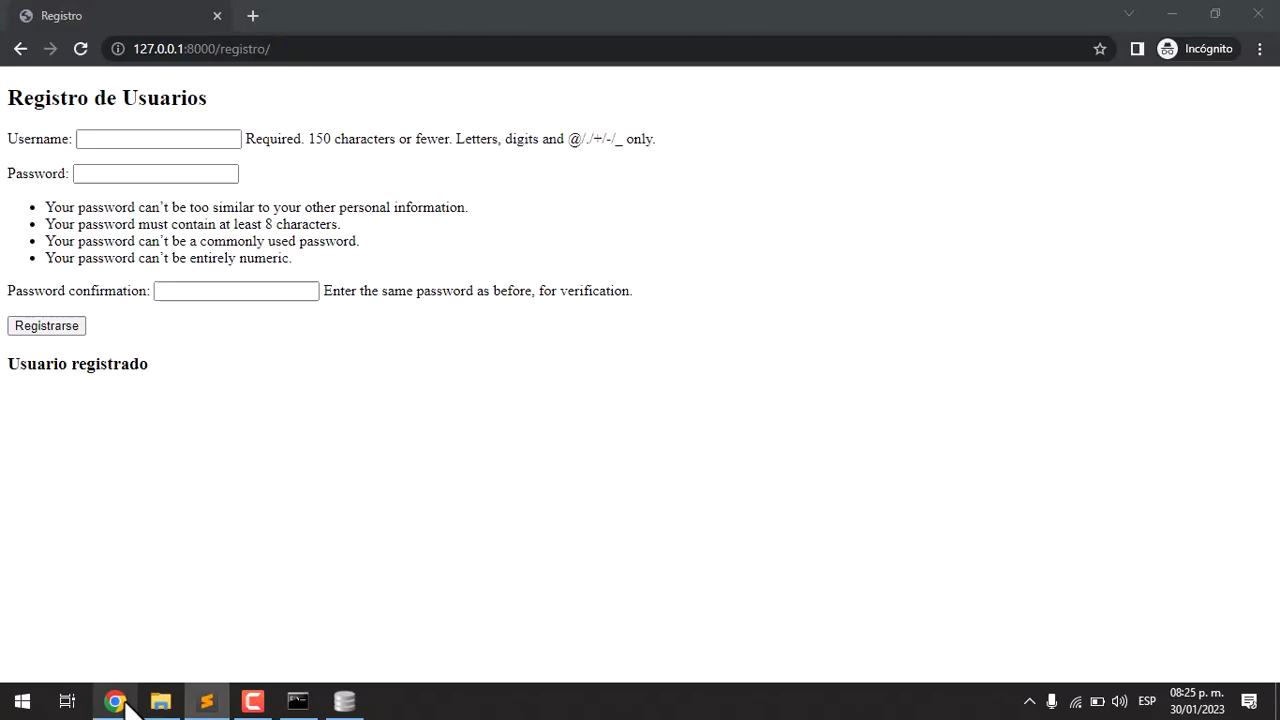 Registro
127.0.0.1:8000/registro/
Incógnito
Registro de Usuarios
Username: Required. 150 characters or fewer. Letters, digits and @/./+/-/_ only.
Password:
Your password can’t be too similar to your other personal information.
Your password must contain at least 8 characters.
Your password can’t be a commonly used password.
Your password can’t be entirely numeric.
Password confirmation: Enter the same password as before, for verification.
Registrarse
Usuario registrado
ESP
08:25 p. m.
30/01/2023